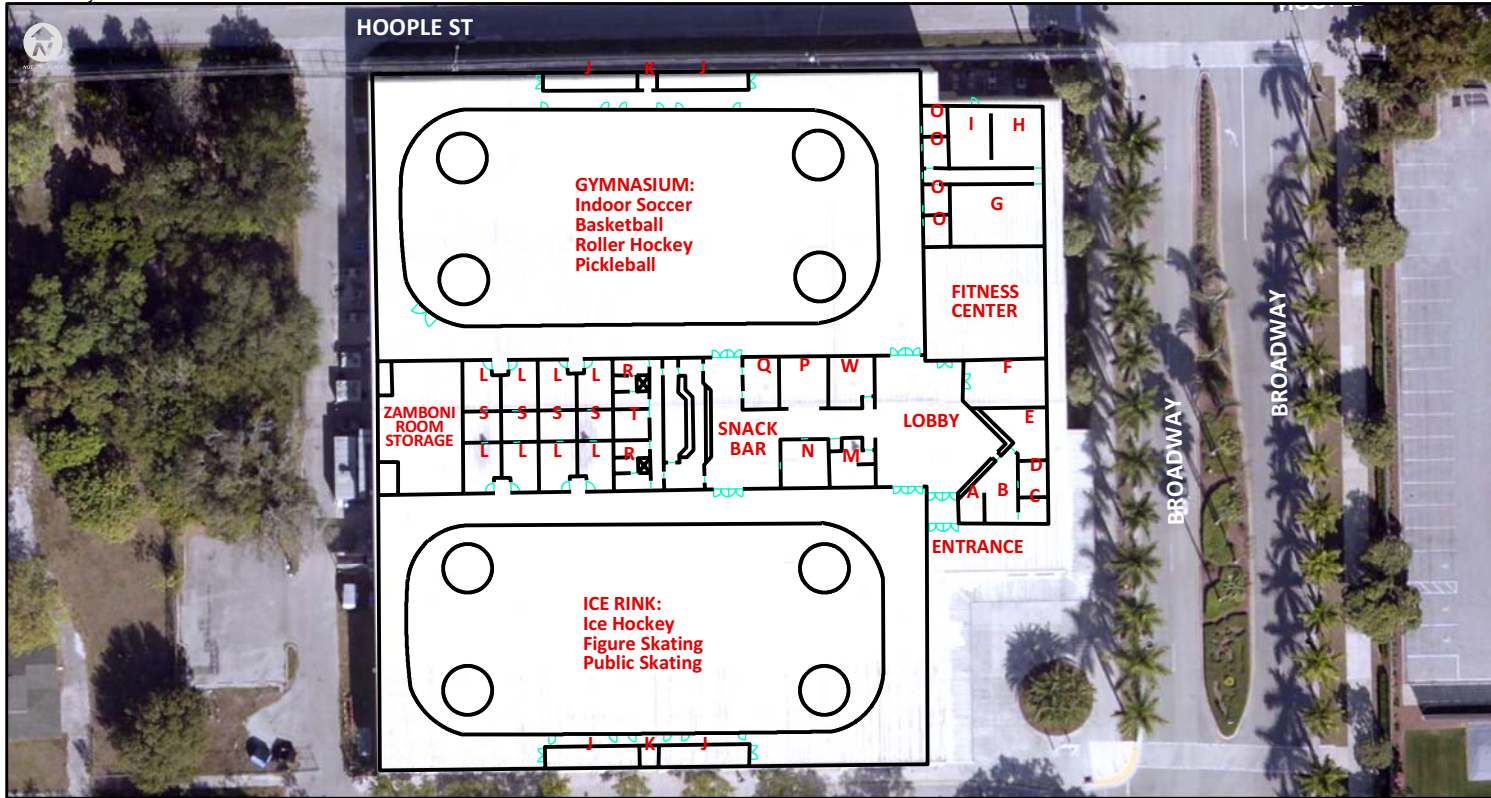 HOOPLE ST
J K J
O
O
I H
GYMNASIUM:
Indoor Soccer
Basketball
Roller Hockey
Pickleball
O
O
G
FITNESS
CENTER
BROADWAY
BROADWAY
L L L L R
Q P W
F
ZAMBONI
ROOM
STORAGE
S S S S T
SNACK
BAR
LOBBY
E
L L L L R
N M
D
A B C
ENTRANCE
ICE RINK:
Ice Hockey
Figure Skating
Public Skating
J K J